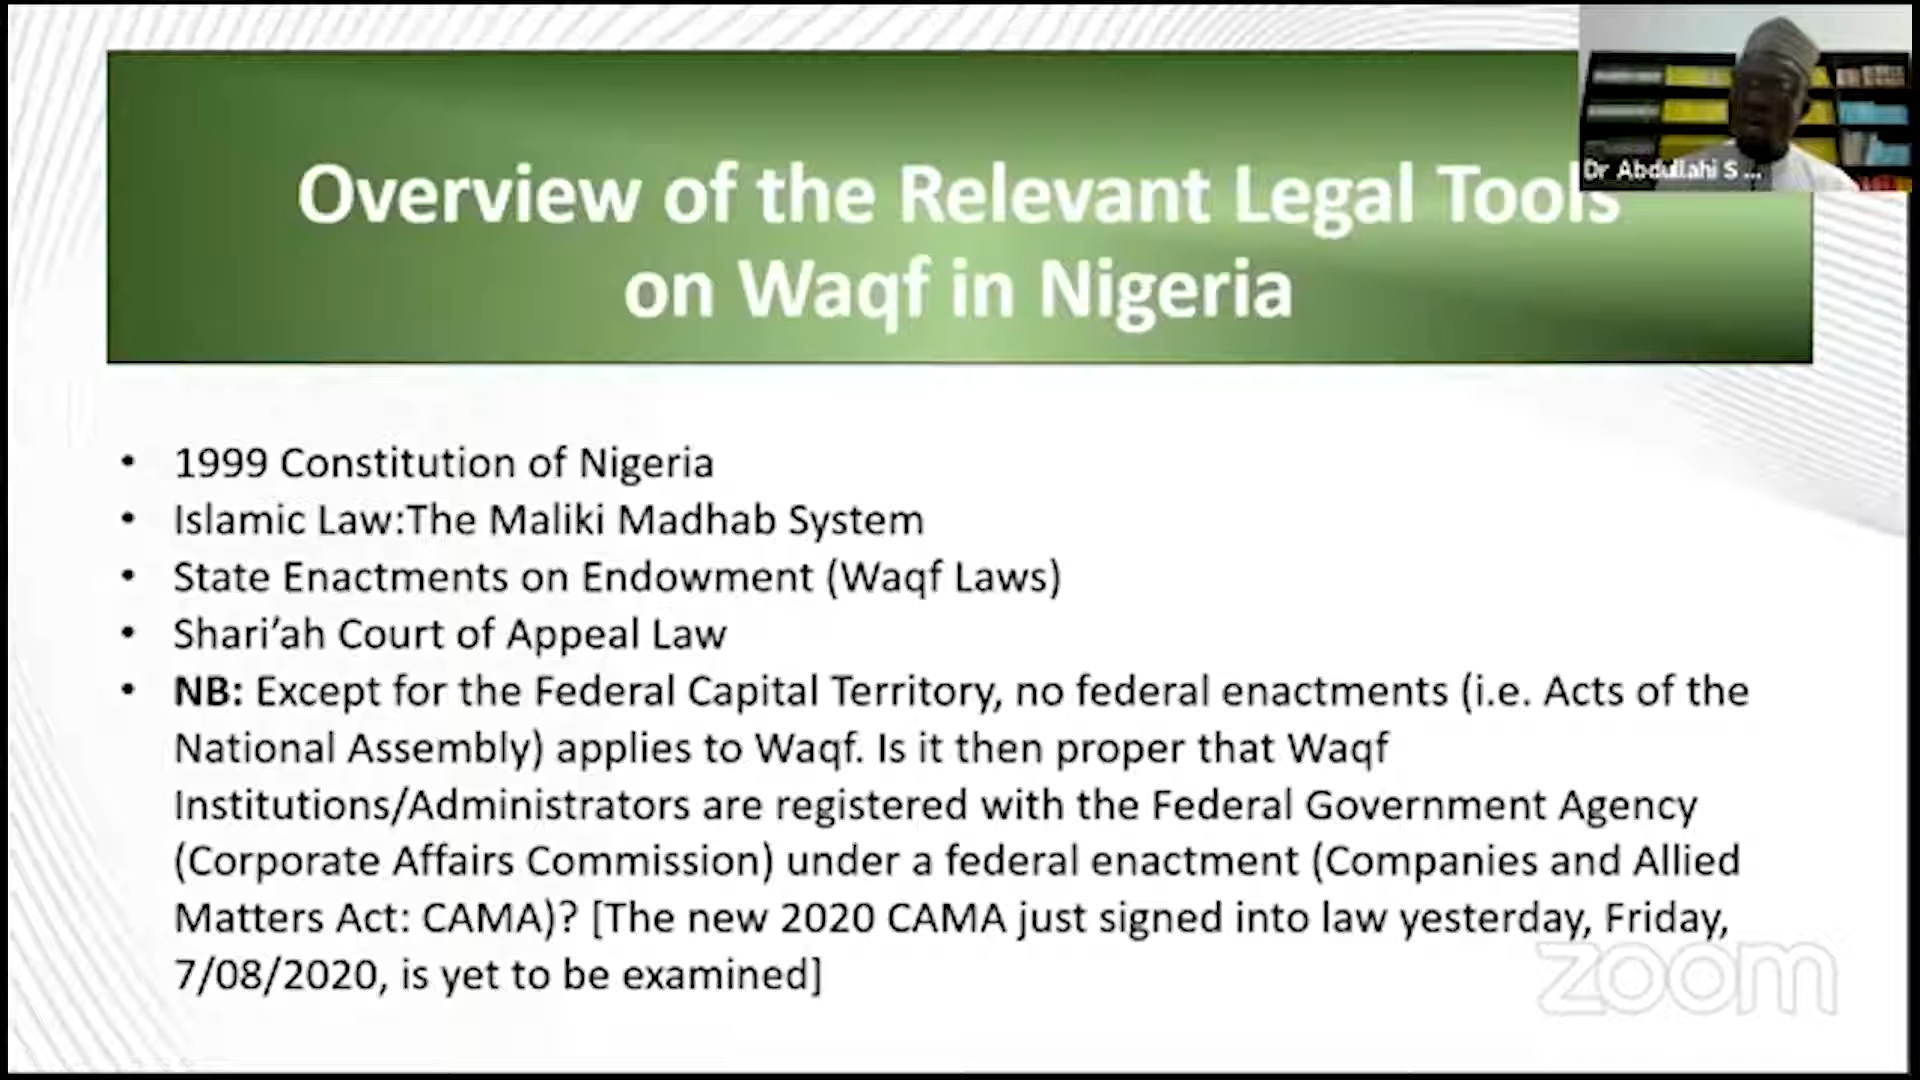 Overview of the Relevant Legal Tools
on Waqf in Nigeria
Dr Abdullahi S ...
• 1999 Constitution of Nigeria
• Islamic Law:The Maliki Madhab System
• State Enactments on Endowment (Waqf Laws)
• Shari’ah Court of Appeal Law
• NB: Except for the Federal Capital Territory, no federal enactments (i.e. Acts of the
National Assembly) applies to Waqf. Is it then proper that Waqf
Institutions/Administrators are registered with the Federal Government Agency
(Corporate Affairs Commission) under a federal enactment (Companies and Allied
Matters Act: CAMA)? [The new 2020 CAMA just signed into law yesterday, Friday,
7/08/2020, is yet to be examined]
zoom